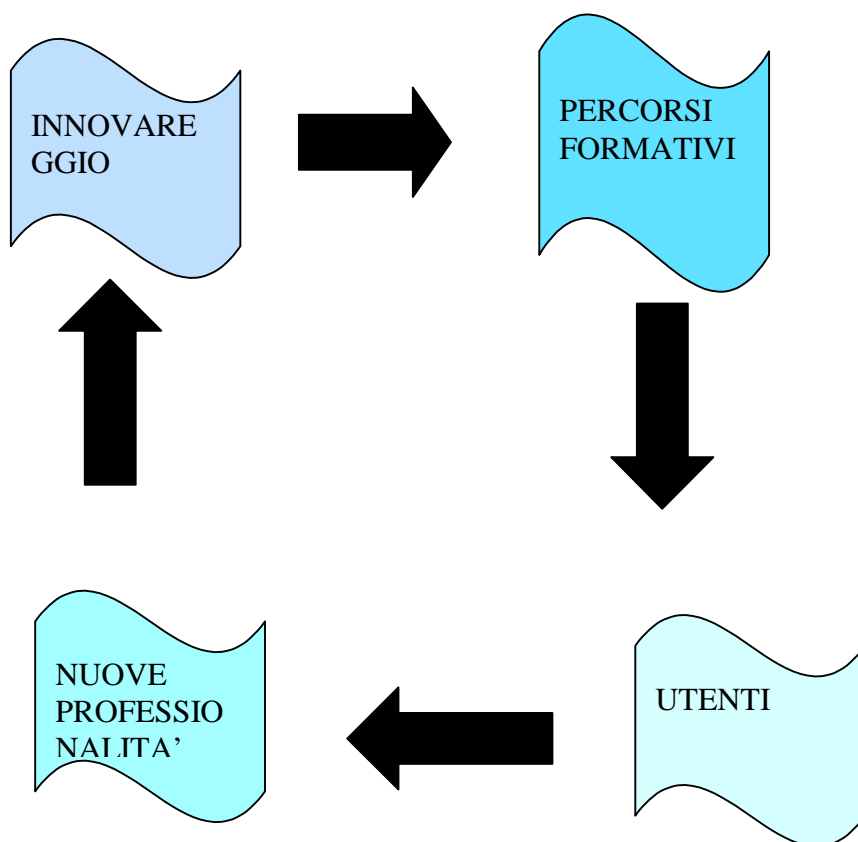 INNOVARE
GGIO
PERCORSI
FORMATIVI
NUOVE
PROFESSIO
NALITA’
UTENTI